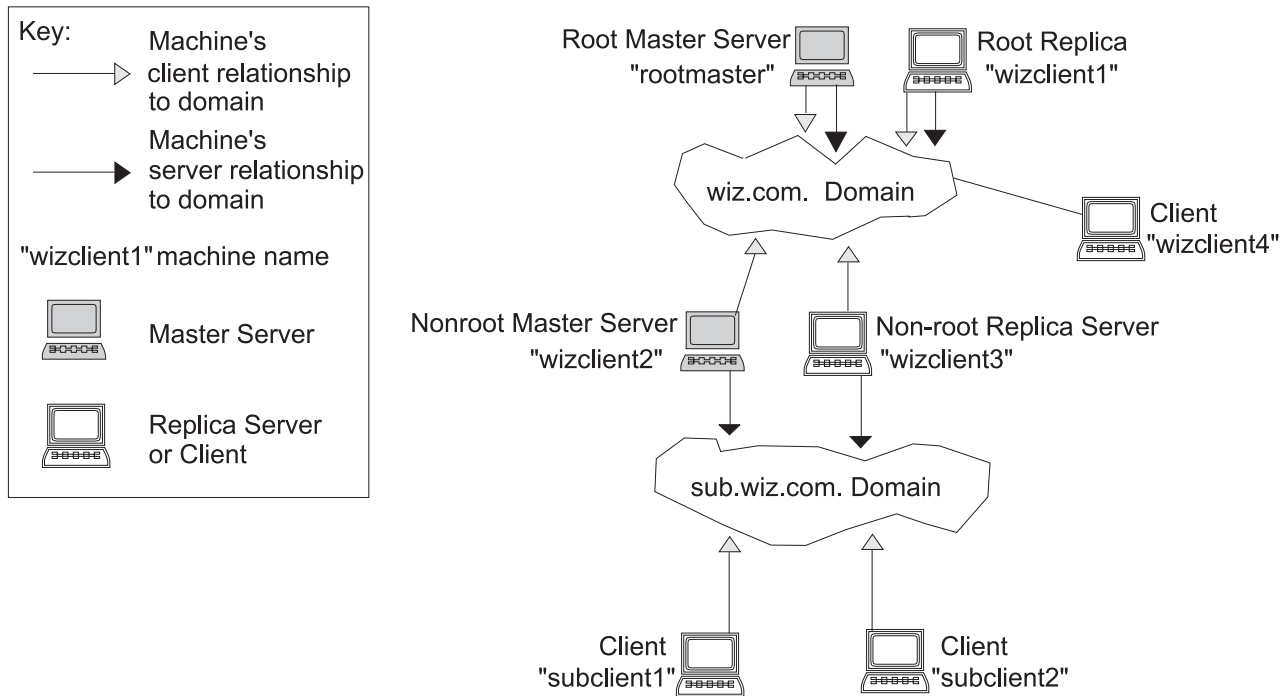 Key:
Machine's
client relationship
to domain
Machine's
server relationship
to domain
"wizclient1" machine name
Master Server
Replica Server
or Client
Root Master Server
"rootmaster"
Root Replica
"wizclient1"
wiz.com. Domain
Client
"wizclient4"
Nonroot Master Server
"wizclient2"
Non-root Replica Server
"wizclient3"
sub.wiz.com. Domain
Client
"subclient1"
Client
"subclient2"